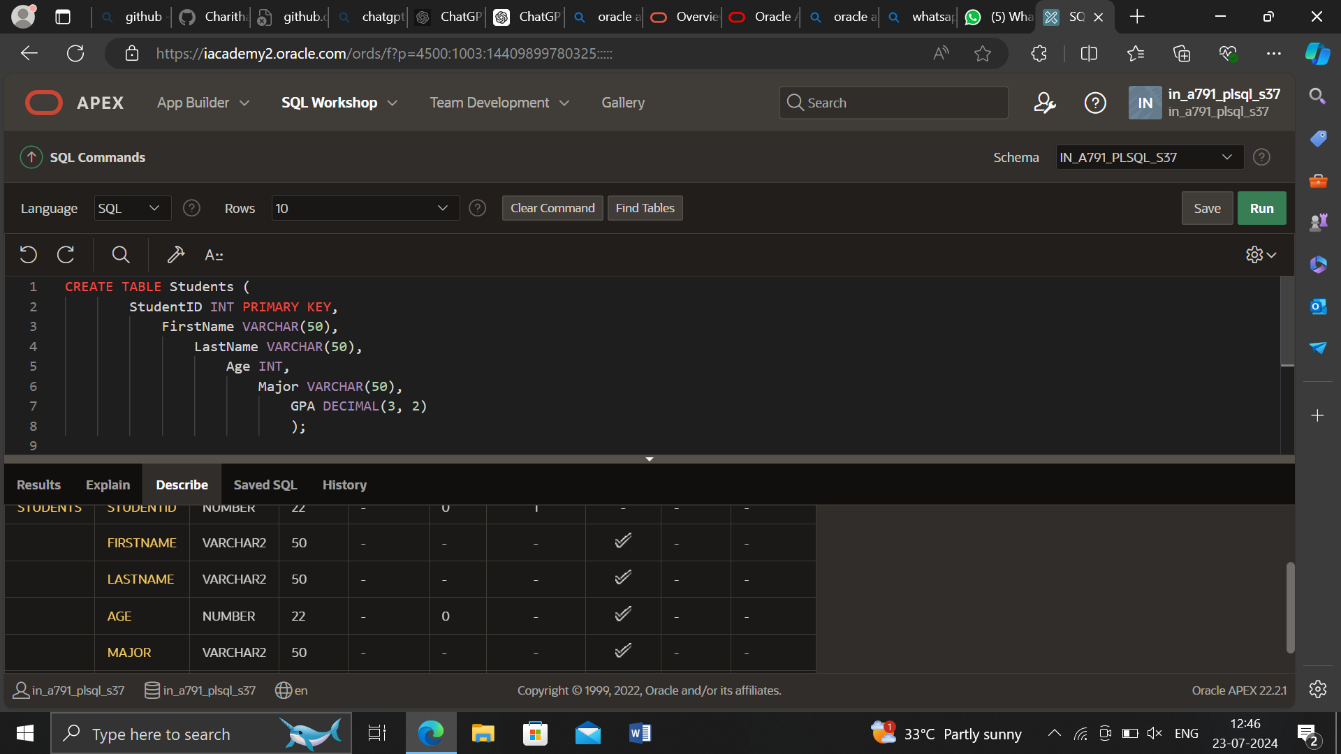 github
Charith
github.c
chatgpt
ChatGP
ChatGP
oracle a
Overvie
Oracle A
oracle a
whatsap
(5) Wha
SQ
https://iacademy2.oracle.com/ords/f?p=4500:1003:14409899780325:::::
APEX
App Builder
SQL Workshop
Team Development
Gallery
Search
IN
in_a791_plsql_s37
in_a791_plsql_s37
SQL Commands
Schema
IN_A791_PLSQL_S37
Language
SQL
Rows
10
Clear Command
Find Tables
Save
Run
1 CREATE TABLE Students (
2 StudentID INT PRIMARY KEY,
3 FirstName VARCHAR(50),
4 LastName VARCHAR(50),
5 Age INT,
6 Major VARCHAR(50),
7 GPA DECIMAL(3, 2)
8 );
9
Results
Explain
Describe
Saved SQL
History
STUDENTS STUDENTID NUMBER 22 - 0 1 - - -
FIRSTNAME VARCHAR2 50 - - - - -
LASTNAME VARCHAR2 50 - - - - -
AGE NUMBER 22 - 0 - - -
MAJOR VARCHAR2 50 - - - - -
in_a791_plsql_s37
in_a791_plsql_s37
en
Copyright © 1999, 2022, Oracle and/or its affiliates.
Oracle APEX 22.2.1
Type here to search
1
33°C Partly sunny
ENG
12:46
23-07-2024
2